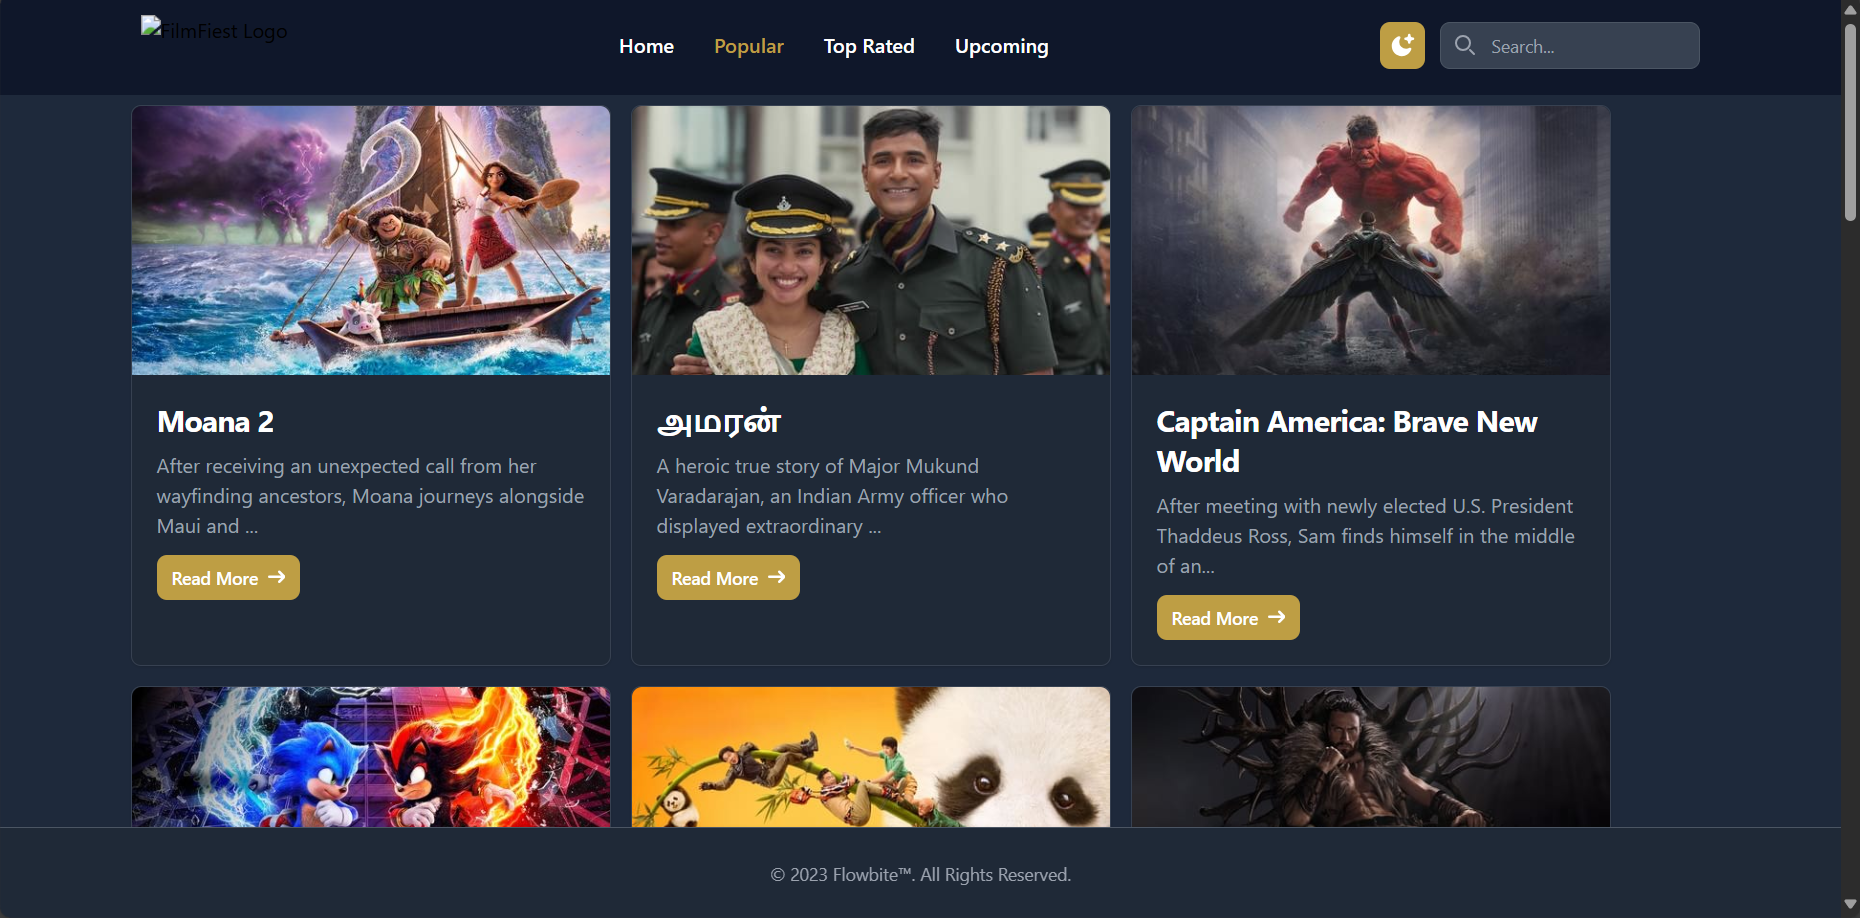 FilmFiest Logo
Home
Popular
Top Rated
Upcoming
Search...
Moana 2
After receiving an unexpected call from her
wayfinding ancestors, Moana journeys alongside
Maui and ...
Read More
அமரன்
A heroic true story of Major Mukund
Varadarajan, an Indian Army officer who
displayed extraordinary ...
Read More
Captain America: Brave New
World
After meeting with newly elected U.S. President
Thaddeus Ross, Sam finds himself in the middle
of an...
Read More
© 2023 Flowbite™. All Rights Reserved.